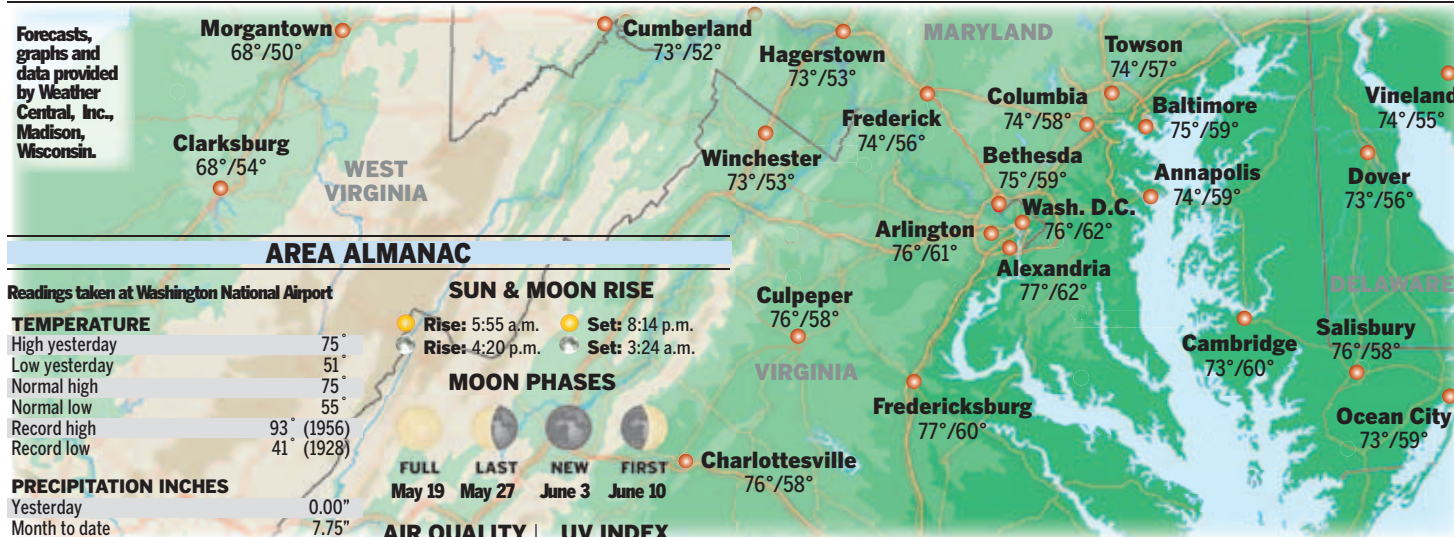 Forecasts,
graphs and
data provided
by Weather
Central, Inc.,
Madison,
Wisconsin.
Morgantown
68°/50°
Cumberland
73°/52°
Hagerstown
73°/53°
MARYLAND
Towson
74°/57°
Columbia
74°/58°
Baltimore
75°/59°
Vineland
74°/55°
Frederick
74°/56°
Clarksburg
68°/54°
WEST
VIRGINIA
Winchester
73°/53°
Bethesda
75°/59°
Annapolis
74°/59°
Dover
73°/56°
Wash. D.C.
76°/62°
Arlington
76°/61°
Alexandria
77°/62°
DELAWARE
Culpeper
76°/58°
VIRGINIA
Cambridge
73°/60°
Salisbury
76°/58°
Fredericksburg
77°/60°
Ocean City
73°/59°
Charlottesville
76°/58°
AREA ALMANAC
Readings taken at Washington National Airport
TEMPERATURE
High yesterday 75°
Low yesterday 51°
Normal high 75°
Normal low 55°
Record high 93° (1956)
Record low 41° (1928)
PRECIPITATION INCHES
Yesterday 0.00"
Month to date 7.75"
SUN & MOON RISE
Rise: 5:55 a.m. Set: 8:14 p.m.
Rise: 4:20 p.m. Set: 3:24 a.m.
MOON PHASES
FULL LAST NEW FIRST
May 19 May 27 June 3 June 10
AIR QUALITY | UV INDEX